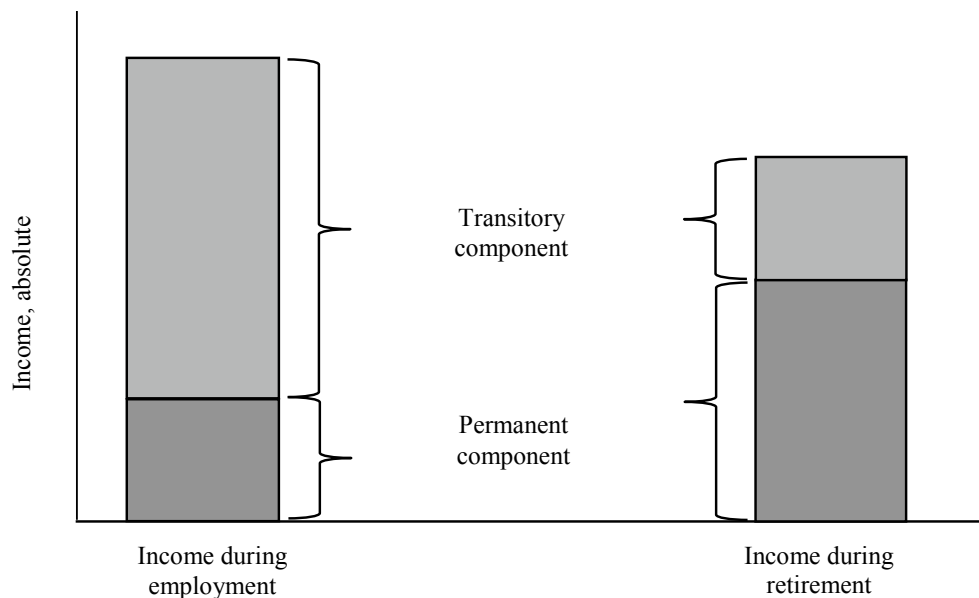 Income, absolute
Transitory
component
Permanent
component
Income during
employment
Income during
retirement